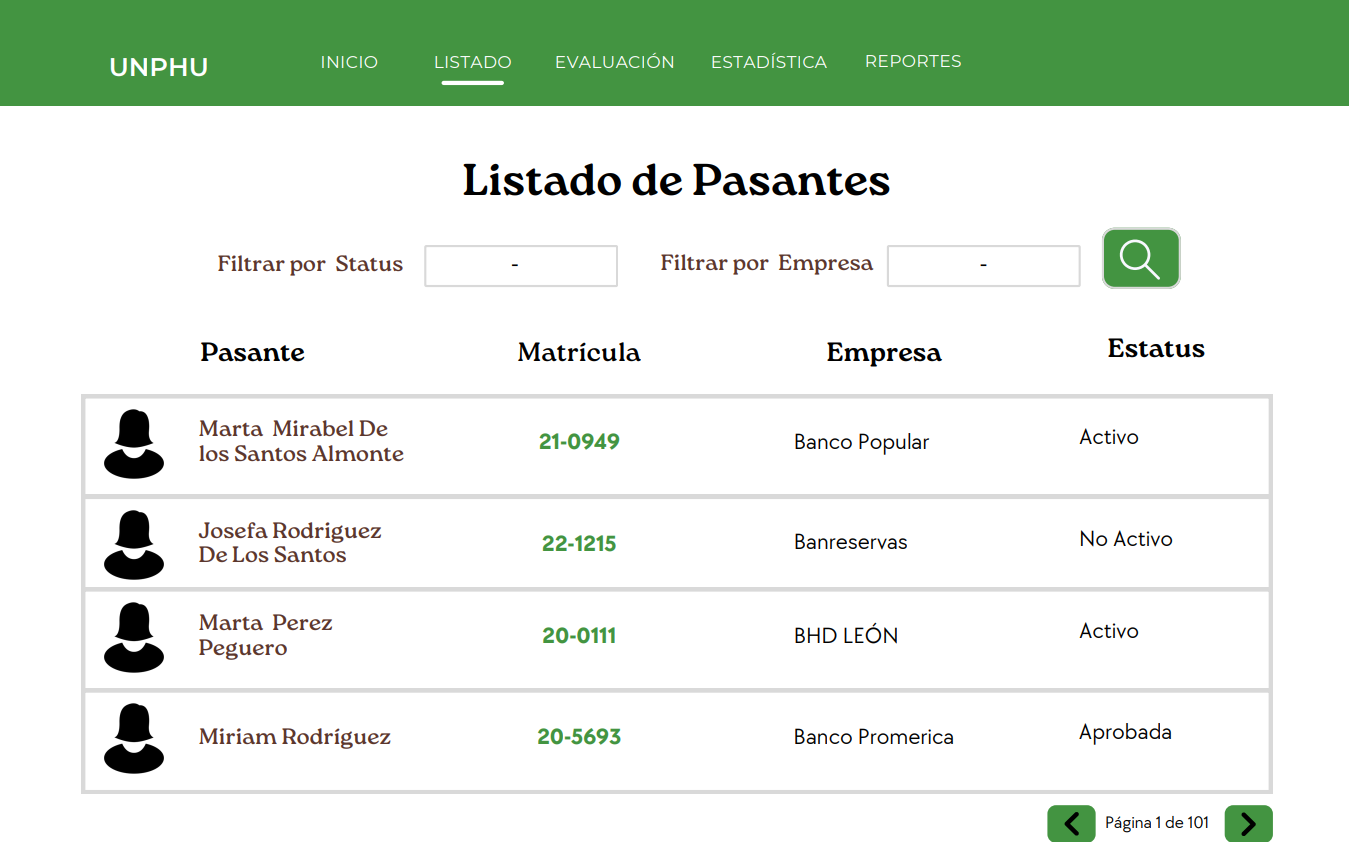 UNPHU
INICIO
LISTADO
EVALUACIÓN
ESTADÍSTICA
REPORTES
Listado de Pasantes
Filtrar por Status
-
Filtrar por Empresa
-
Pasante
Matrícula
Empresa
Estatus
Marta Mirabel De
los Santos Almonte
21-0949
Banco Popular
Activo
Josefa Rodriguez
De Los Santos
22-1215
Banreservas
No Activo
Marta Perez
Peguero
20-0111
BHD LEÓN
Activo
Miriam Rodríguez
20-5693
Banco Promerica
Aprobada
Página 1 de 101